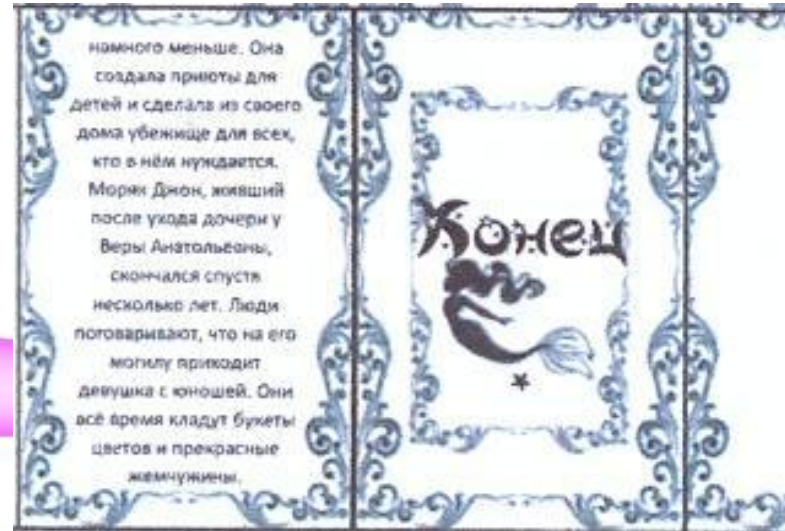 намного меньше. Она
создала приюты для
детей и сделала из своего
дома убежище для всех,
кто в нём нуждается.
Моряк Джон, живший
после ухода дочери у
Веры Анатольевны,
скончался спустя
несколько лет. Люди
поговаривают, что на его
могилу приходит
девушка с юношей. Они
всё время кладут букеты
цветов и прекрасные
жемчужины.
Конец